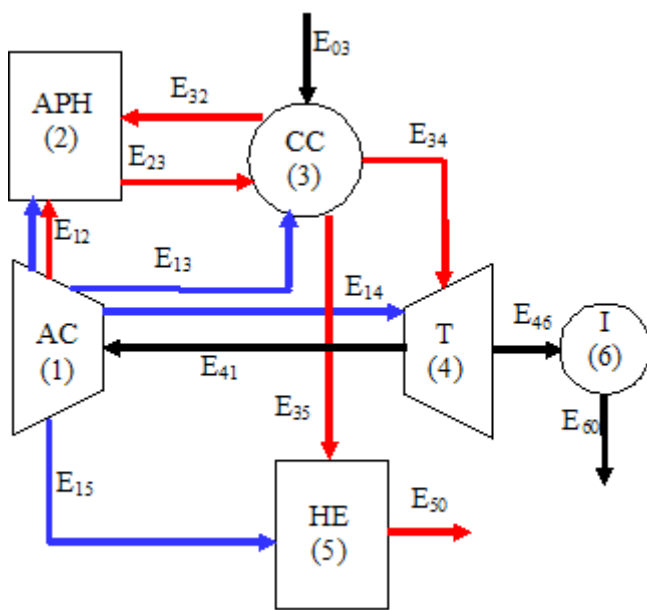 E₀₃
APH
(2)
E₃₂
CC
(3)
E₃₄
E₂₃
E₁₂
E₁₃
E₁₄
AC
(1)
T
(4)
E₄₆
I
(6)
E₄₁
E₃₅
E₆₀
E₁₅
HE
(5)
E₅₀